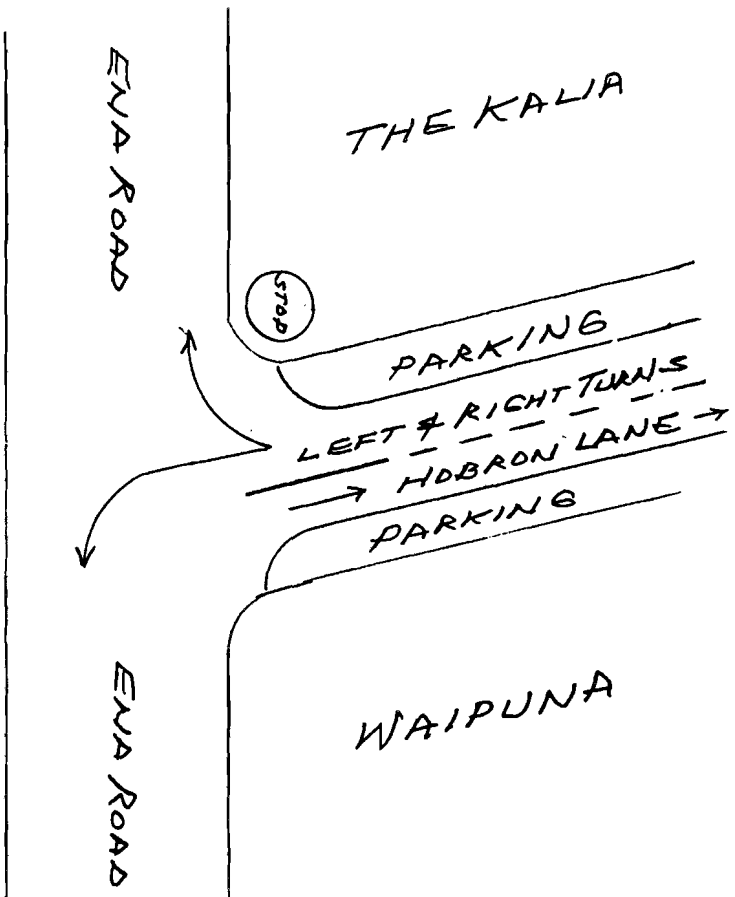 ENA ROAD
THE KALIA
STOP
PARKING
LEFT & RIGHT TURNS
HOBRON LANE
PARKING
ENA ROAD
WAIPUNA